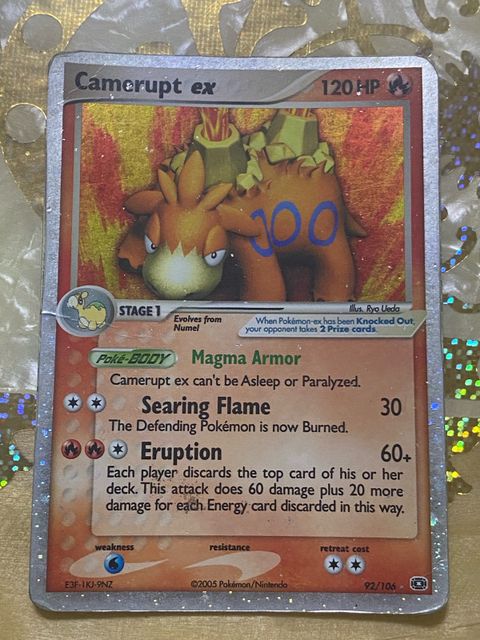 Camerupt ex 120 HP
Illus. Ryo Ueda
STAGE 1 Evolves from Numel
When Pokémon-ex has been Knocked Out, your opponent takes 2 Prize cards.
Poké-BODY Magma Armor
Camerupt ex can't be Asleep or Paralyzed.
Searing Flame 30
The Defending Pokémon is now Burned.
Eruption 60+
Each player discards the top card of his or her
deck. This attack does 60 damage plus 20 more
damage for each Energy card discarded in this way.
weakness resistance retreat cost
E3F-1KJ-9NZ ©2005 Pokémon/Nintendo 92/106